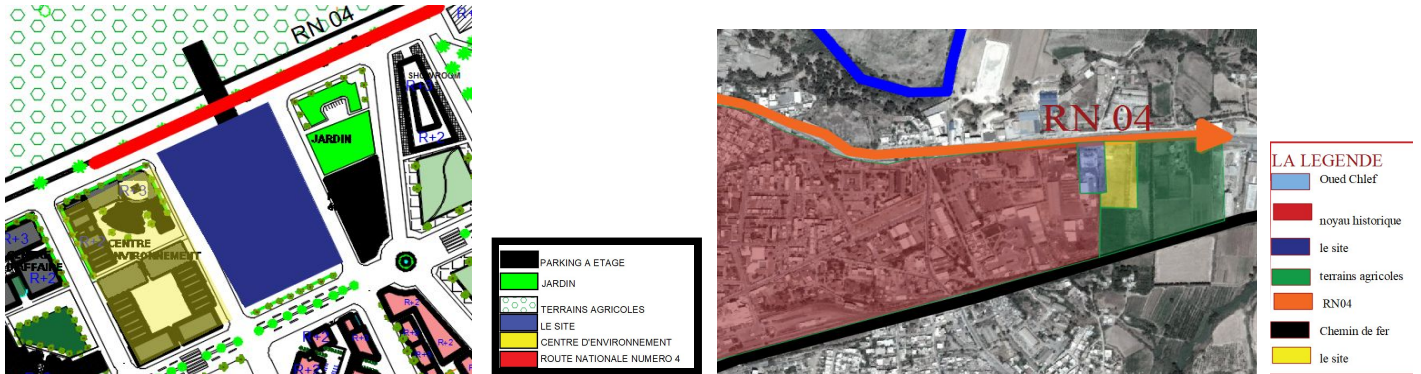 R+
RN 04
SHOWROOM
R+3
R+2
JARDIN
R+3
CENTRE
ENVIRONNEMENT
R+3
R+2
R+2
R+2
R+2
R+2
R+2
PARKING A ETAGE
JARDIN
TERRAINS AGRICOLES
LE SITE
CENTRE D'ENVIRONNEMENT
ROUTE NATIONALE NUMERO 4
RN 04
LA LEGENDE
Oued Chlef
noyau historique
le site
terrains agricoles
RN04
Chemin de fer
le site